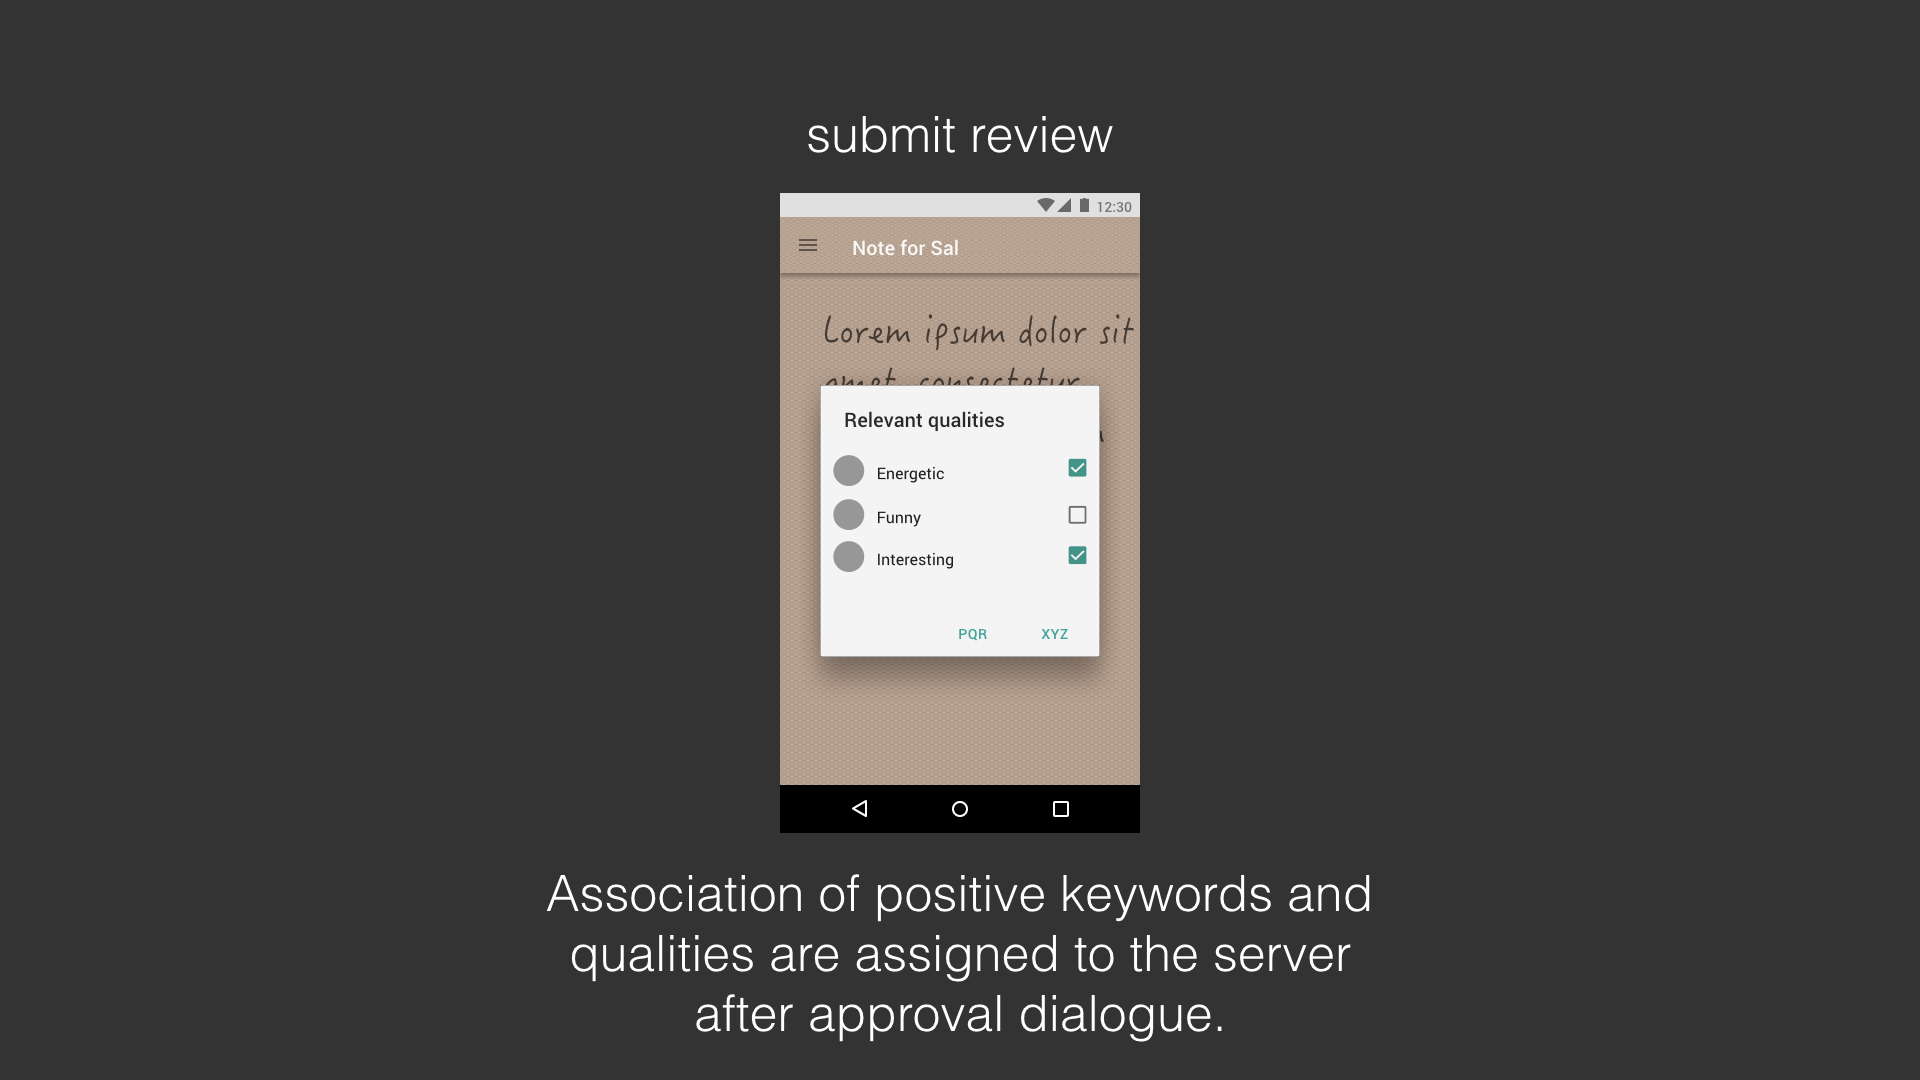 submit review
12:30
Note for Sal
Lorem ipsum dolor sit
amet, consectetur
Relevant qualities
Energetic
Funny
Interesting
PQR XYZ
Association of positive keywords and
qualities are assigned to the server
after approval dialogue.